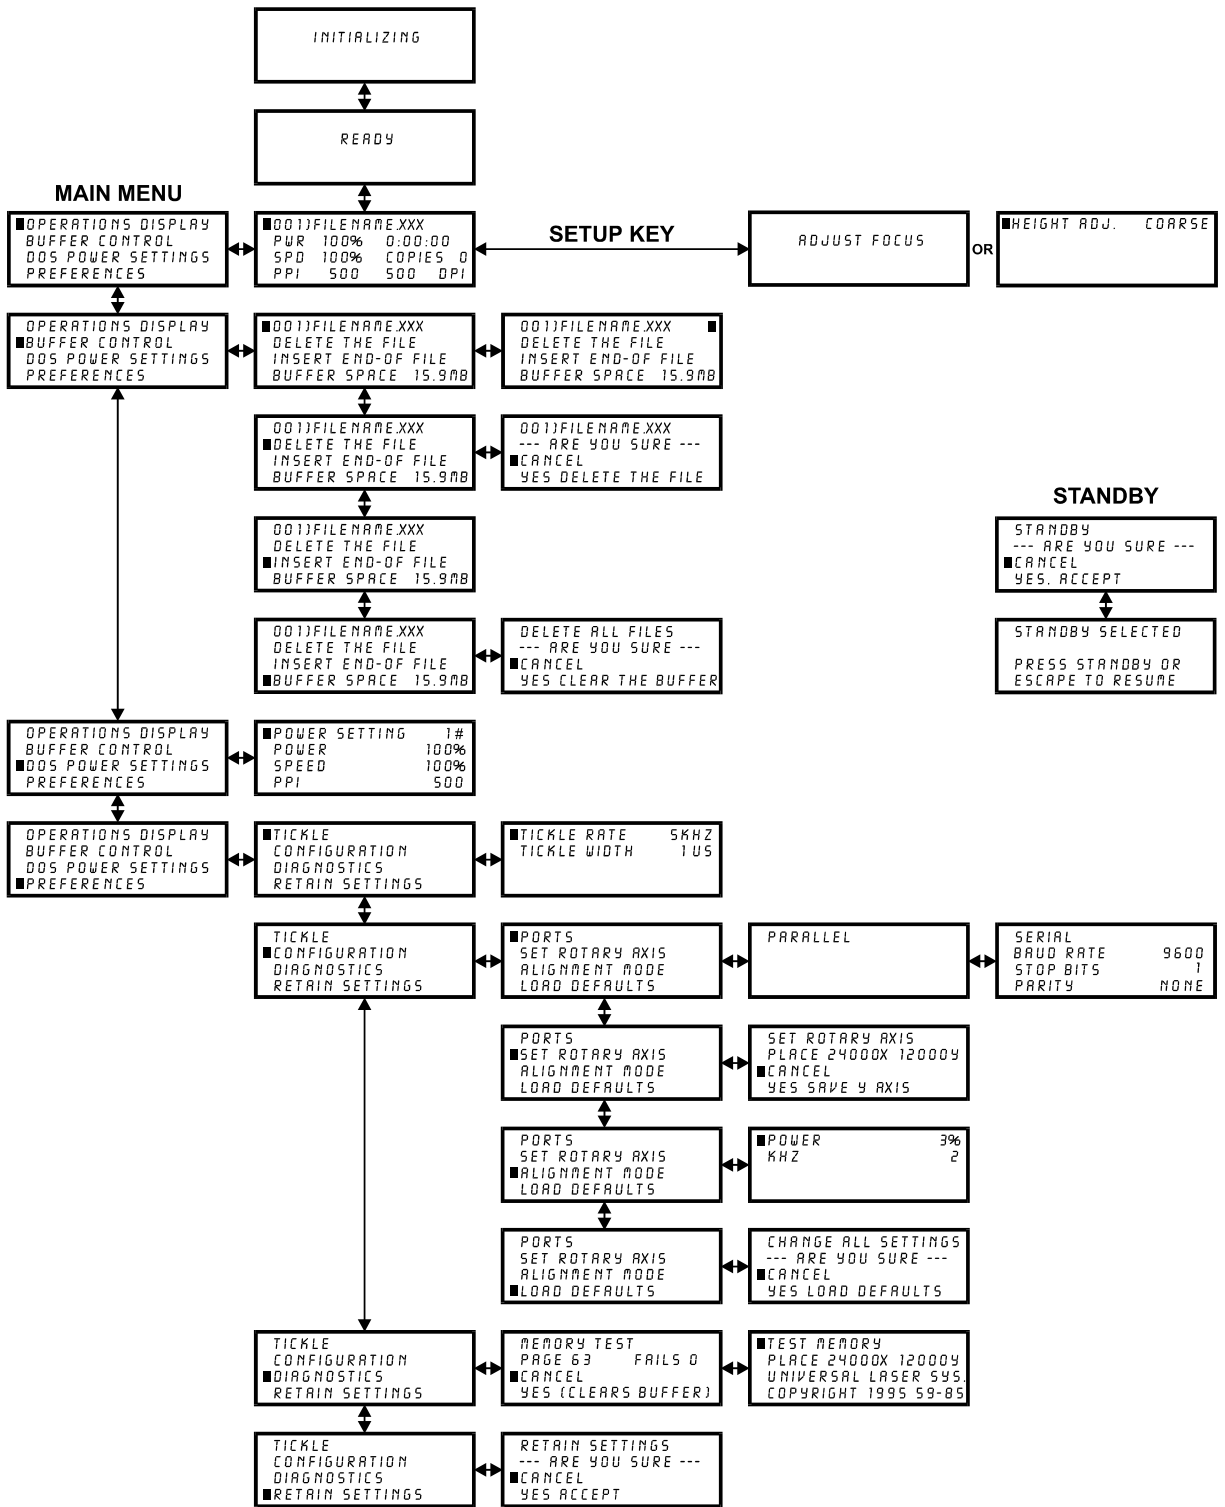 INITIALIZING
READY
MAIN MENU
OPERATIONS DISPLAY
BUFFER CONTROL
DOS POWER SETTINGS
PREFERENCES
001)FILENAME.XXX
PWR 100% 0:00:00
SPD 100% COPIES 0
PPI 500 500 DPI
SETUP KEY
ADJUST FOCUS
OR
HEIGHT ADJ. COARSE
OPERATIONS DISPLAY
BUFFER CONTROL
DOS POWER SETTINGS
PREFERENCES
001)FILENAME.XXX
DELETE THE FILE
INSERT END-OF FILE
BUFFER SPACE 15.9MB
001)FILENAME.XXX
DELETE THE FILE
INSERT END-OF FILE
BUFFER SPACE 15.9MB
001)FILENAME.XXX
DELETE THE FILE
INSERT END-OF FILE
BUFFER SPACE 15.9MB
001)FILENAME.XXX
--- ARE YOU SURE ---
CANCEL
YES DELETE THE FILE
001)FILENAME.XXX
DELETE THE FILE
INSERT END-OF FILE
BUFFER SPACE 15.9MB
STANDBY
STANDBY
--- ARE YOU SURE ---
CANCEL
YES. ACCEPT
001)FILENAME.XXX
DELETE THE FILE
INSERT END-OF FILE
BUFFER SPACE 15.9MB
DELETE ALL FILES
--- ARE YOU SURE ---
CANCEL
YES CLEAR THE BUFFER
STANDBY SELECTED
PRESS STANDBY OR
ESCAPE TO RESUME
OPERATIONS DISPLAY
BUFFER CONTROL
DOS POWER SETTINGS
PREFERENCES
POWER SETTING 1#
POWER 100%
SPEED 100%
PPI 500
OPERATIONS DISPLAY
BUFFER CONTROL
DOS POWER SETTINGS
PREFERENCES
TICKLE
CONFIGURATION
DIAGNOSTICS
RETAIN SETTINGS
TICKLE RATE 5KHZ
TICKLE WIDTH 1US
TICKLE
CONFIGURATION
DIAGNOSTICS
RETAIN SETTINGS
PORTS
SET ROTARY AXIS
ALIGNMENT MODE
LOAD DEFAULTS
PARALLEL
SERIAL
BAUD RATE 9600
STOP BITS 1
PARITY NONE
PORTS
SET ROTARY AXIS
ALIGNMENT MODE
LOAD DEFAULTS
SET ROTARY AXIS
PLACE 24000X 12000Y
CANCEL
YES SAVE Y AXIS
PORTS
SET ROTARY AXIS
ALIGNMENT MODE
LOAD DEFAULTS
POWER 3%
KHZ 2
PORTS
SET ROTARY AXIS
ALIGNMENT MODE
LOAD DEFAULTS
CHANGE ALL SETTINGS
--- ARE YOU SURE ---
CANCEL
YES LOAD DEFAULTS
TICKLE
CONFIGURATION
DIAGNOSTICS
RETAIN SETTINGS
MEMORY TEST
PAGE 63 FAILS 0
CANCEL
YES (CLEARS BUFFER)
TEST MEMORY
PLACE 24000X 12000Y
UNIVERSAL LASER SYS.
COPYRIGHT 1995 59-85
TICKLE
CONFIGURATION
DIAGNOSTICS
RETAIN SETTINGS
RETAIN SETTINGS
--- ARE YOU SURE ---
CANCEL
YES ACCEPT